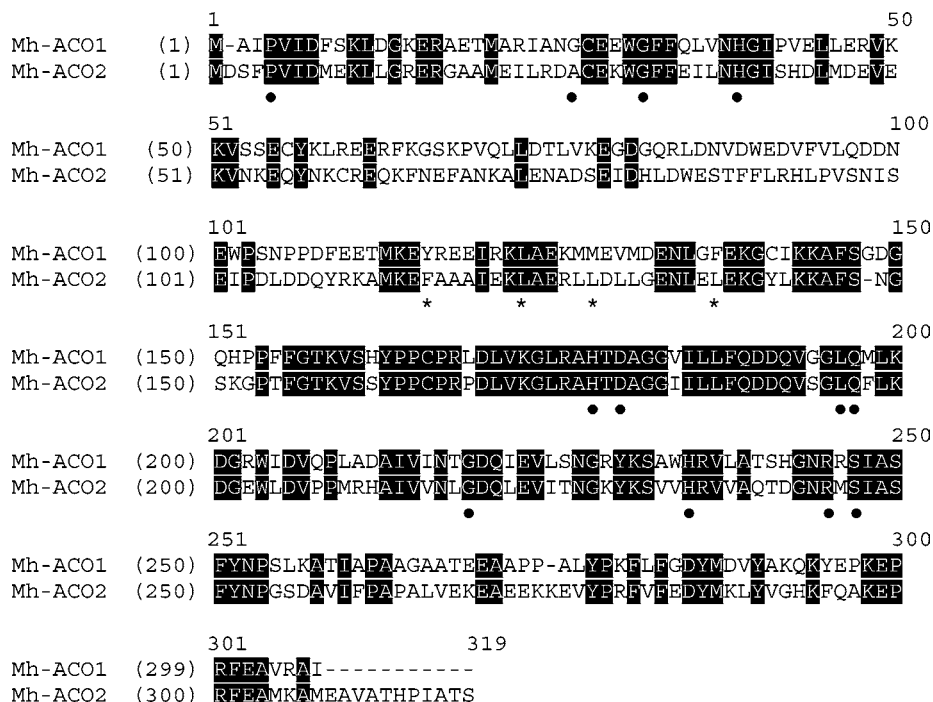 1 50
Mh-ACO1 (1) M-AIPVIDFSKLDGKERAETMARIANGCEEWGFFQLVNHGIPVELLERVK
Mh-ACO2 (1) MDSFPVIDMEKLLGRERGAAMEILRDACEKWGFFEILNHGISHDLMDEVE
● ● ● ●
51 100
Mh-ACO1 (50) KVSSECYKLREERFKGSKPVQLLDTLVKEGDGQRLDNVDWEDVFVLQDDN
Mh-ACO2 (51) KVNKEQYNKCREQKFNEFANKALENADSEIDHLDWESTFFLRHLPVSNIS
101 150
Mh-ACO1 (100) EWPSNPPDFEETMKEYREEIRKLAEKMMEVMDENLGFEKGCIKKAFSGDG
Mh-ACO2 (101) EIPDLDDQYRKAMKEFAAAIEKLAERLLDLLGENLELEKGYLKKAFS-NG
* * * *
151 200
Mh-ACO1 (150) QHPPFFGTKVSHYPPCPRLDLVKGLRAHTDAGGVILLFQDDQVGGLQMLK
Mh-ACO2 (150) SKGPTFGTKVSSYPPCPRPDLVKGLRAHTDAGGIILLFQDDQVSGLQFLK
● ● ● ●
201 250
Mh-ACO1 (200) DGRWIDVQPLADAIVINTGDQIEVLSNGRYKSAWHRVLATSHGNRRSIAS
Mh-ACO2 (200) DGEWLDVPPMRHAIVVNLGDQLEVITNGKYKSVVHRVVAQTDGNRMSIAS
● ● ● ●
251 300
Mh-ACO1 (250) FYNPSLKATIAPAAGAATEEAAPP-ALYPKFLFGDYMDVYAKQKYEPKEP
Mh-ACO2 (250) FYNPGSDAVIFPAPALVEKEAEEKKEVYPRFVFEDYMKLYVGHKFQAKEP
301 319
Mh-ACO1 (299) RFEAVRAI-----------
Mh-ACO2 (300) RFEAMKAMEAVATHPIATS